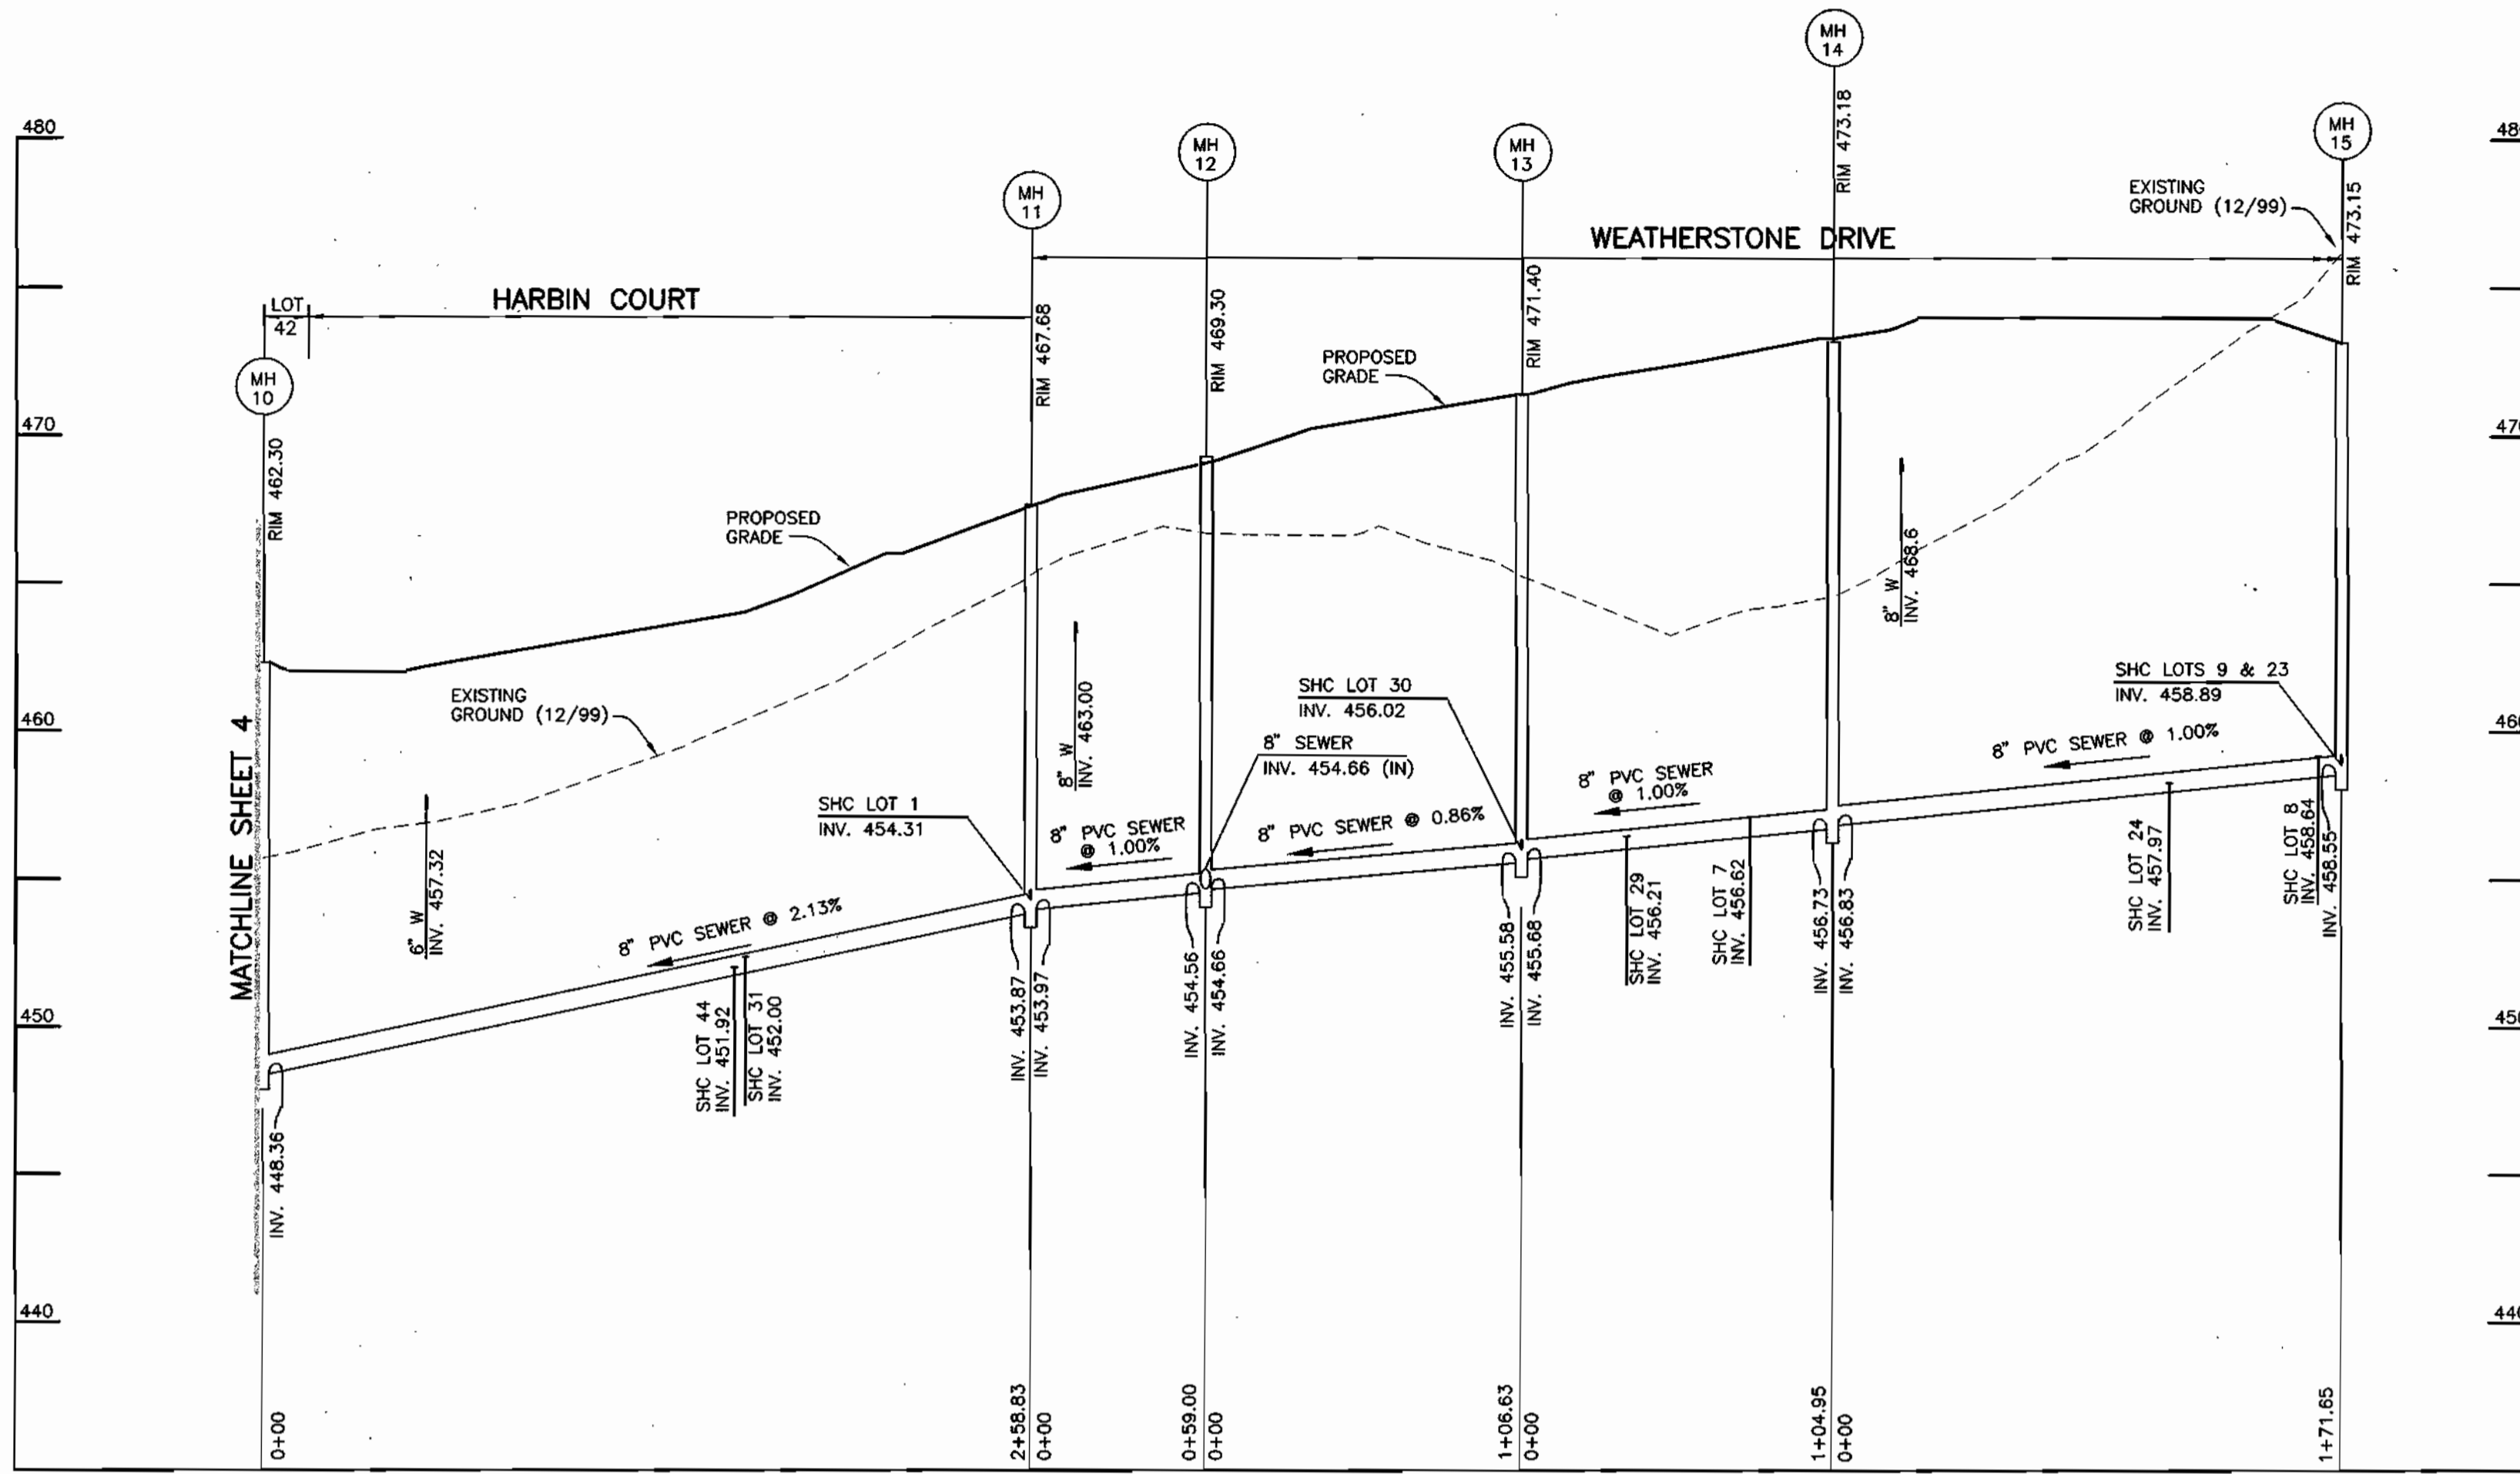 MH
14
MH
15
MH
12
MH
13
MH
11
MH
10
480
470
460
450
440
RIM 473.18
RIM 473.15
RIM 471.40
RIM 469.30
RIM 467.68
RIM 462.30
EXISTING
GROUND (12/99)
WEATHERSTONE DRIVE
HARBIN COURT
LOT
42
PROPOSED
GRADE
PROPOSED
GRADE
EXISTING
GROUND (12/99)
MATCHLINE SHEET 4
6" W
INV. 457.32
8" W
INV. 463.00
8" W
INV. 468.6
SHC LOT 1
INV. 454.31
SHC LOT 30
INV. 456.02
8" SEWER
INV. 454.66 (IN)
SHC LOTS 9 & 23
INV. 458.89
8" PVC SEWER @ 2.13%
8" PVC SEWER
@ 1.00%
8" PVC SEWER @ 0.86%
8" PVC SEWER
@ 1.00%
8" PVC SEWER @ 1.00%
SHC LOT 44
INV. 451.92
SHC LOT 31
INV. 452.00
SHC LOT 29
INV. 456.21
SHC LOT 7
INV. 456.62
SHC LOT 24
INV. 457.97
SHC LOT 8
INV. 458.64
INV. 448.36
INV. 453.87
INV. 453.97
INV. 454.56
INV. 454.66
INV. 455.58
INV. 455.68
INV. 456.73
INV. 456.83
INV. 458.55
0+00
2+58.83
0+00
0+59.00
0+00
1+06.63
0+00
1+04.95
0+00
1+71.65
48
470
460
450
440